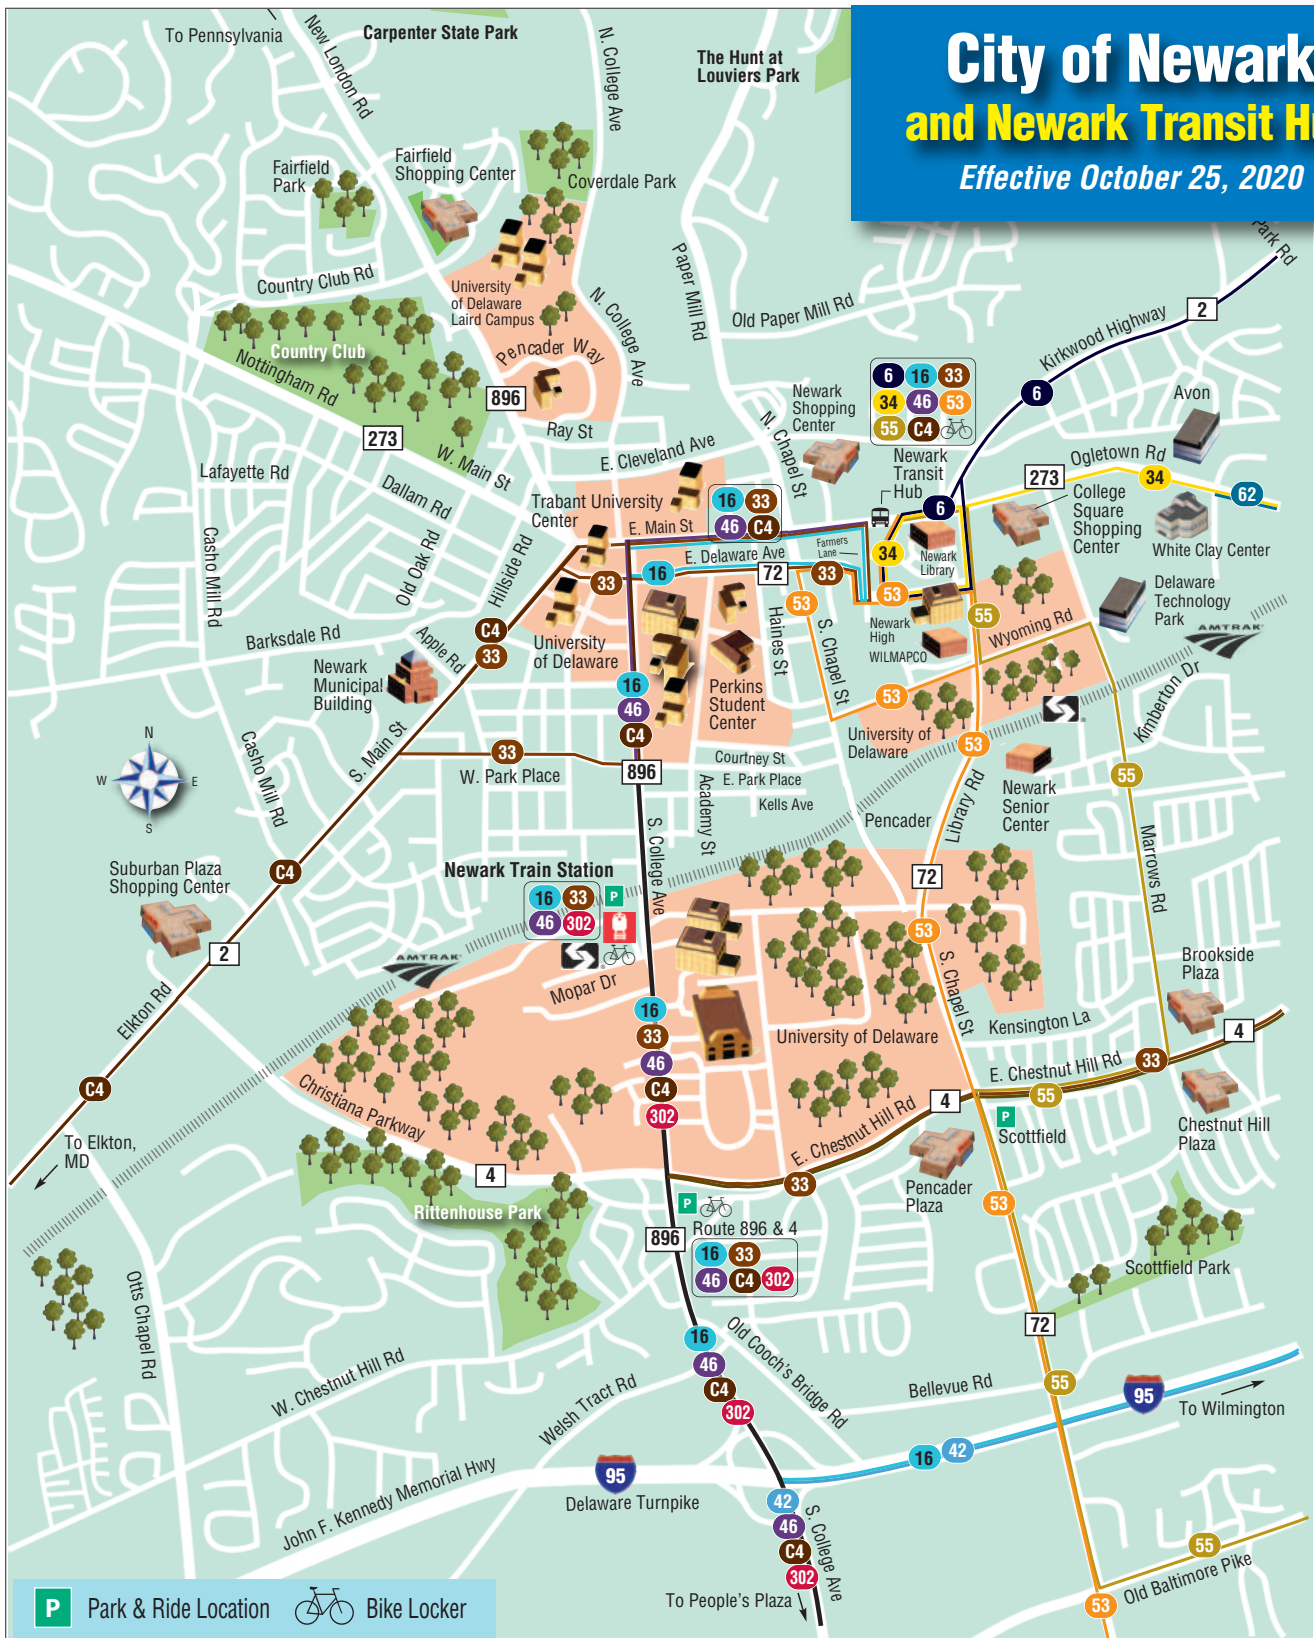 To Pennsylvania
New London Rd
Carpenter State Park
N. College Ave
The Hunt at
Louviers Park
City of Newark
and Newark Transit
Effective October 25, 2020
Park Rd
Fairfield
Park
Fairfield
Shopping Center
Coverdale Park
Country Club Rd
University
of Delaware
Laird Campus
N. College Ave
Paper Mill Rd
Old Paper Mill Rd
Kirkwood Highway
2
Country Club
Nottingham Rd
Pencader Way
896
6
6 16 33
34 46 53
55 C4
Newark
Shopping
Center
Avon
273
W. Main St
Ray St
E. Cleveland Ave
N. Chapel St
Newark
Transit
Hub
Ogletown Rd
273
34
62
Lafayette Rd
Dallam Rd
Trabant University
Center
16 33
46 C4
E. Main St
6
College
Square
Shopping
Center
White Clay Center
Casho Mill Rd
Old Oak Rd
Hillside Rd
E. Delaware Ave
Farmers
Lane
34
Newark
Library
33
16
72
33
53
53
Delaware
Technology
Park
AMTRAK
Barksdale Rd
Apple Rd
C4
33
University
of Delaware
Haines St
S. Chapel St
Newark
High
WILMAPCO
55
Wyoming Rd
Newark
Municipal
Building
16
46
C4
Perkins
Student
Center
53
University of
Delaware
Kimberton Dr
N
W
E
S
Casho Mill Rd
S. Main St
33
W. Park Place
896
Courtney St
E. Park Place
Kells Ave
Academy St
53
Newark
Senior
Center
55
Pencader
Library Rd
Marrows Rd
Suburban Plaza
Shopping Center
C4
Newark Train Station
16 33
P
46 302
S. College Ave
72
2
AMTRAK
53
Brookside
Plaza
Elkton Rd
Mopar Dr
S. Chapel St
16
33
46
C4
302
University of Delaware
Kensington La
4
C4
Christiana Parkway
E. Chestnut Hill Rd
33
55
4
E. Chestnut Hill Rd
P
Scottfield
Chestnut Hill
Plaza
To Elkton,
MD
4
33
Pencader
Plaza
53
Rittenhouse Park
P
Route 896 & 4
896
16 33
46 C4 302
Scottfield Park
Otts Chapel Rd
72
16
46
C4
302
Old Cooch's Bridge Rd
W. Chestnut Hill Rd
Welsh Tract Rd
Bellevue Rd
55
95
To Wilmington
16 42
John F. Kennedy Memorial Hwy
95
Delaware Turnpike
42
46
C4
302
S. College Ave
55
Old Baltimore Pike
53
To People's Plaza
P Park & Ride Location
Bike Locker